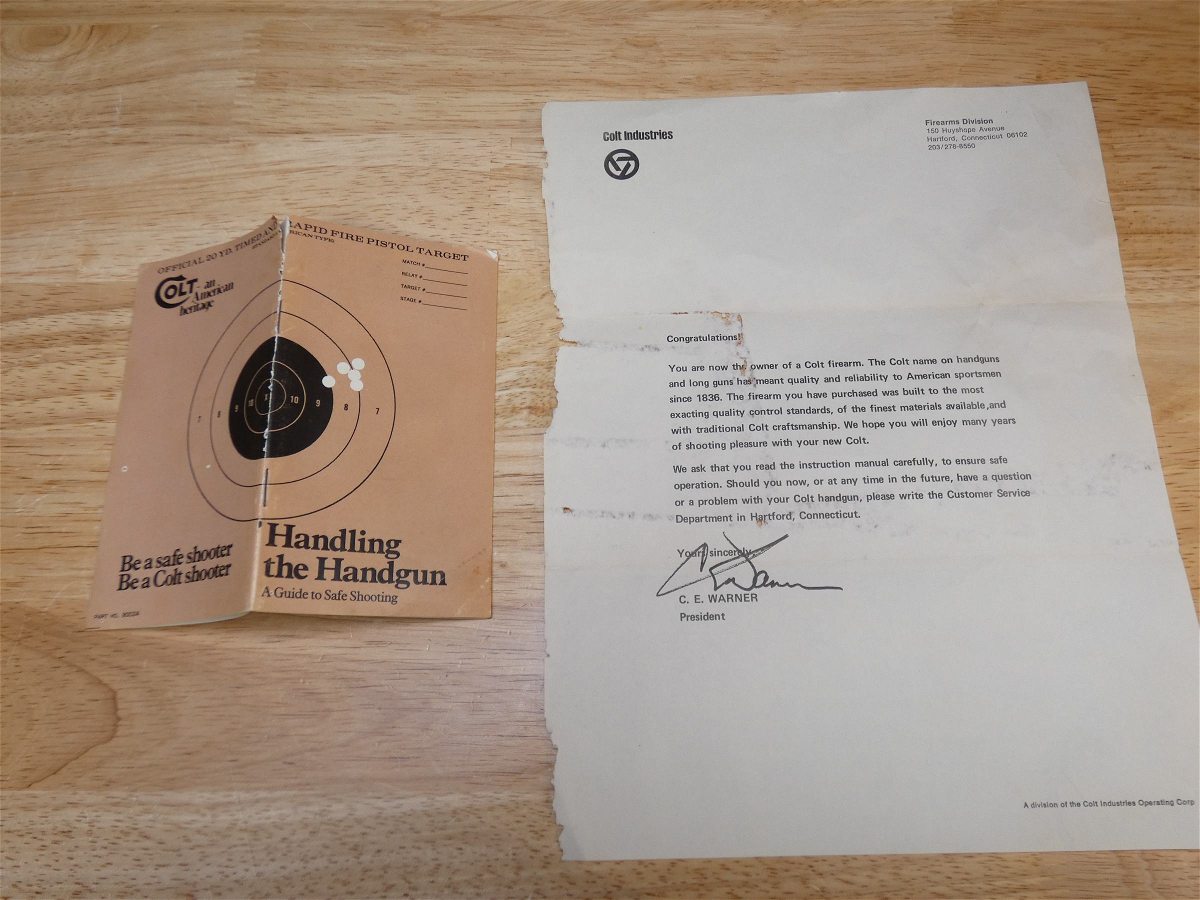 OFFICIAL 20 YD. TIMED AND RAPID FIRE PISTOL TARGET
COLT - an
American
heritage
MATCH #
RELAY #
TARGET #
STAGE #
7 8 9 10 X 10 9 8 7
Be a safe shooter
Be a Colt shooter
Handling
the Handgun
A Guide to Safe Shooting
Colt Industries
Firearms Division
150 Huyshope Avenue
Hartford, Connecticut 06102
203/278-8550
Congratulations!
You are now the owner of a Colt firearm. The Colt name on handguns
and long guns has meant quality and reliability to American sportsmen
since 1836. The firearm you have purchased was built to the most
exacting quality control standards, of the finest materials available,and
with traditional Colt craftsmanship. We hope you will enjoy many years
of shooting pleasure with your new Colt.
We ask that you read the instruction manual carefully, to ensure safe
operation. Should you now, or at any time in the future, have a question
or a problem with your Colt handgun, please write the Customer Service
Department in Hartford, Connecticut.
Yours sincerely,
C. E. WARNER
President
A division of the Colt Industries Operating Corp